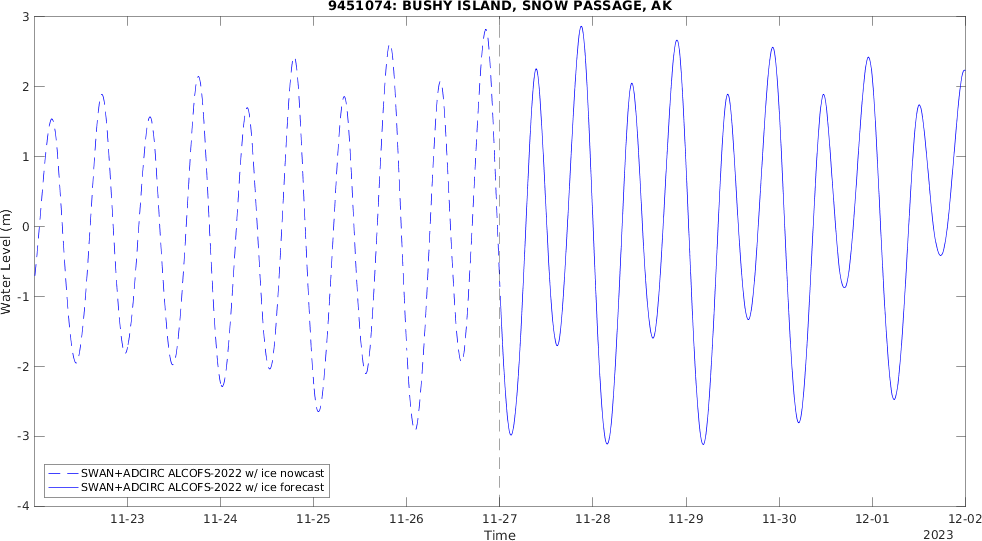 9451074: BUSHY ISLAND, SNOW PASSAGE, AK
Water Level (m)
3
2
1
0
-1
-2
-3
-4
SWAN+ADCIRC ALCOFS-2022 w/ ice nowcast
SWAN+ADCIRC ALCOFS-2022 w/ ice forecast
11-23 11-24 11-25 11-26 11-27 11-28 11-29 11-30 12-01 12-02
Time
2023